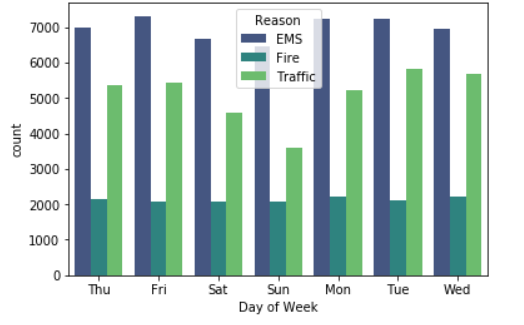 Reason
EMS
Fire
Traffic
7000
6000
5000
4000
3000
2000
1000
0
count
Thu Fri Sat Sun Mon Tue Wed
Day of Week